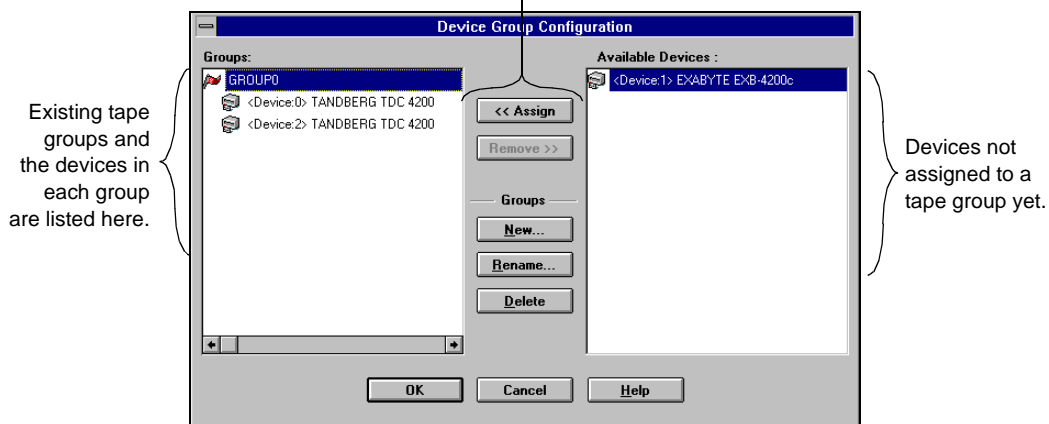 Device Group Configuration
Groups:
GROUP0
<Device:0> TANDBERG TDC 4200
<Device:2> TANDBERG TDC 4200
Existing tape
groups and
the devices in
each group
are listed here.
<< Assign
Remove >>
Groups
New...
Rename...
Delete
Available Devices :
<Device:1> EXABYTE EXB-4200c
Devices not
assigned to a
tape group yet.
OK
Cancel
Help